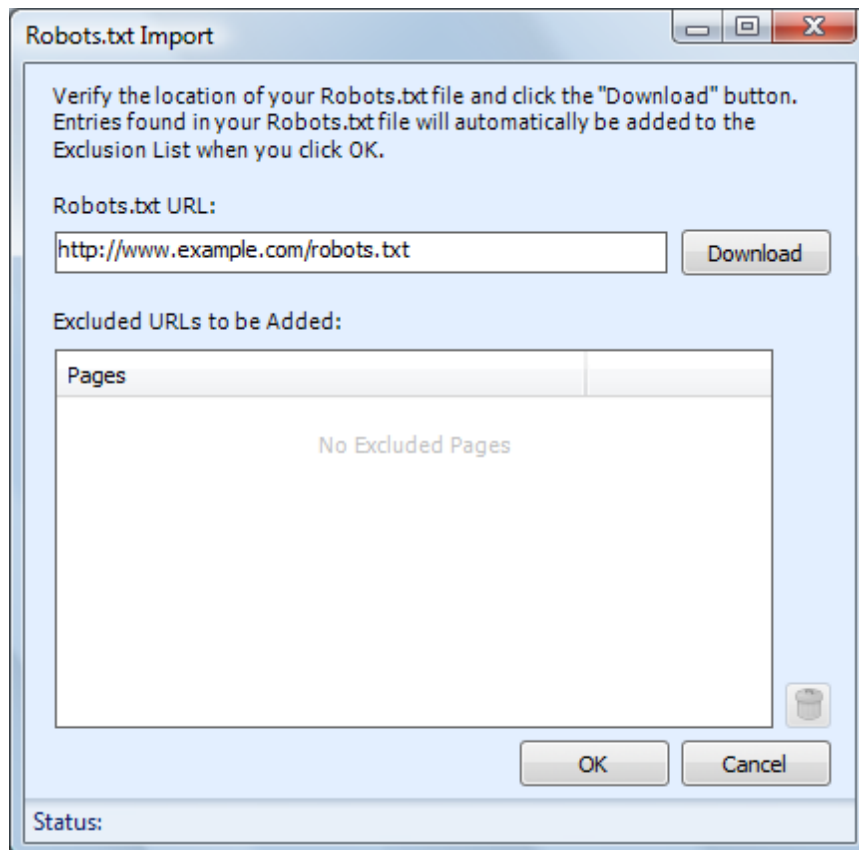 Robots.txt Import
Verify the location of your Robots.txt file and click the "Download" button.
Entries found in your Robots.txt file will automatically be added to the
Exclusion List when you click OK.
Robots.txt URL:
http://www.example.com/robots.txt
Download
Excluded URLs to be Added:
Pages
No Excluded Pages
OK
Cancel
Status: